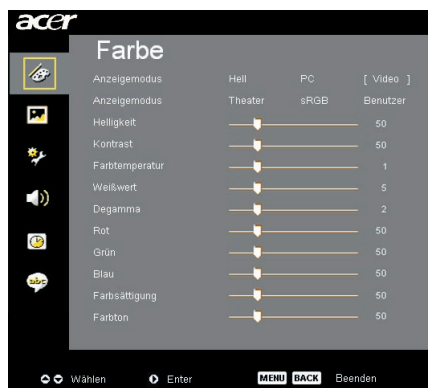 acer
Farbe
Anzeigemodus Hell PC [ Video ]
Anzeigemodus Theater sRGB Benutzer
Helligkeit 50
Kontrast 50
Farbtemperatur 1
Weißwert 5
Degamma 2
Rot 50
Grün 50
Blau 50
Farbsättigung 50
Farbton 50
abc
Wählen Enter MENU BACK Beenden